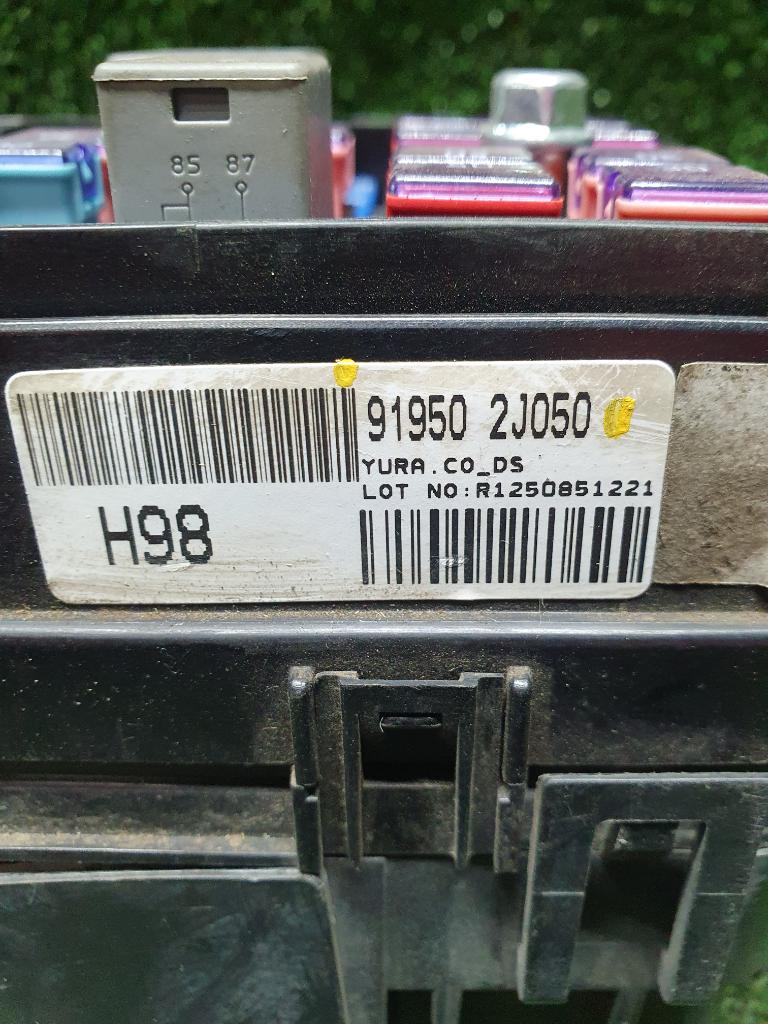 85 87
91950 2J050
YURA.CO_DS
LOT NO:R1250851221
H98